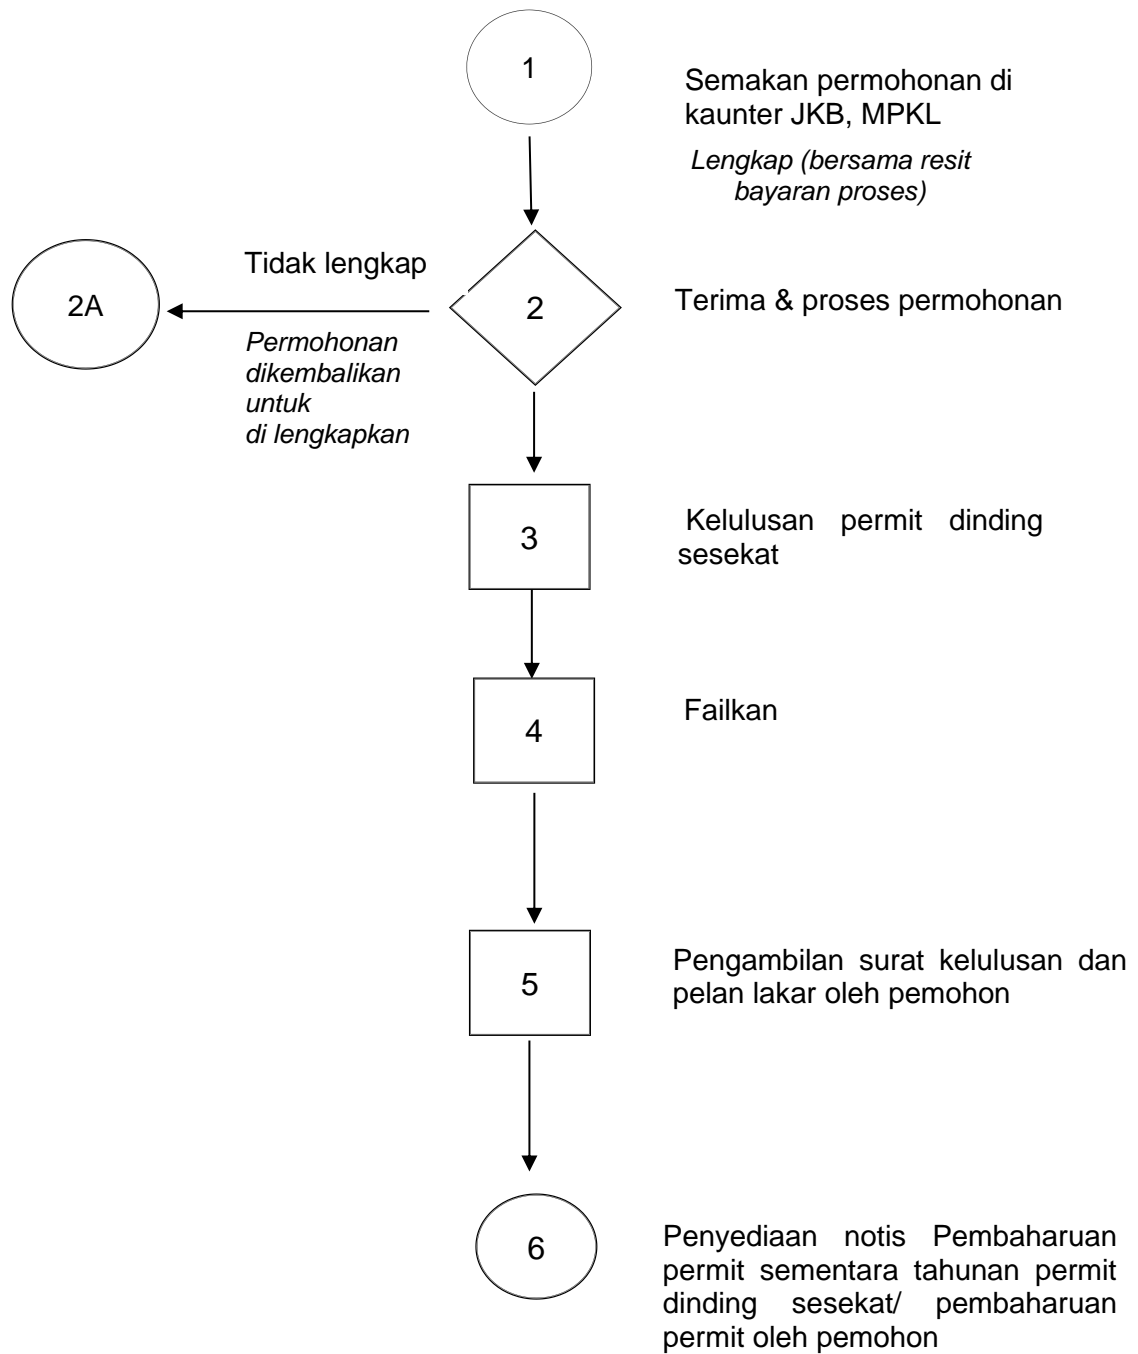 1
Semakan permohonan di
kaunter JKB, MPKL
Lengkap (bersama resit
bayaran proses)
Tidak lengkap
2A
2
Terima & proses permohonan
Permohonan
dikembalikan
untuk
di lengkapkan
3
Kelulusan permit dinding
sesekat
4
Failkan
5
Pengambilan surat kelulusan dan
pelan lakar oleh pemohon
6
Penyediaan notis Pembaharuan
permit sementara tahunan permit
dinding sesekat/ pembaharuan
permit oleh pemohon